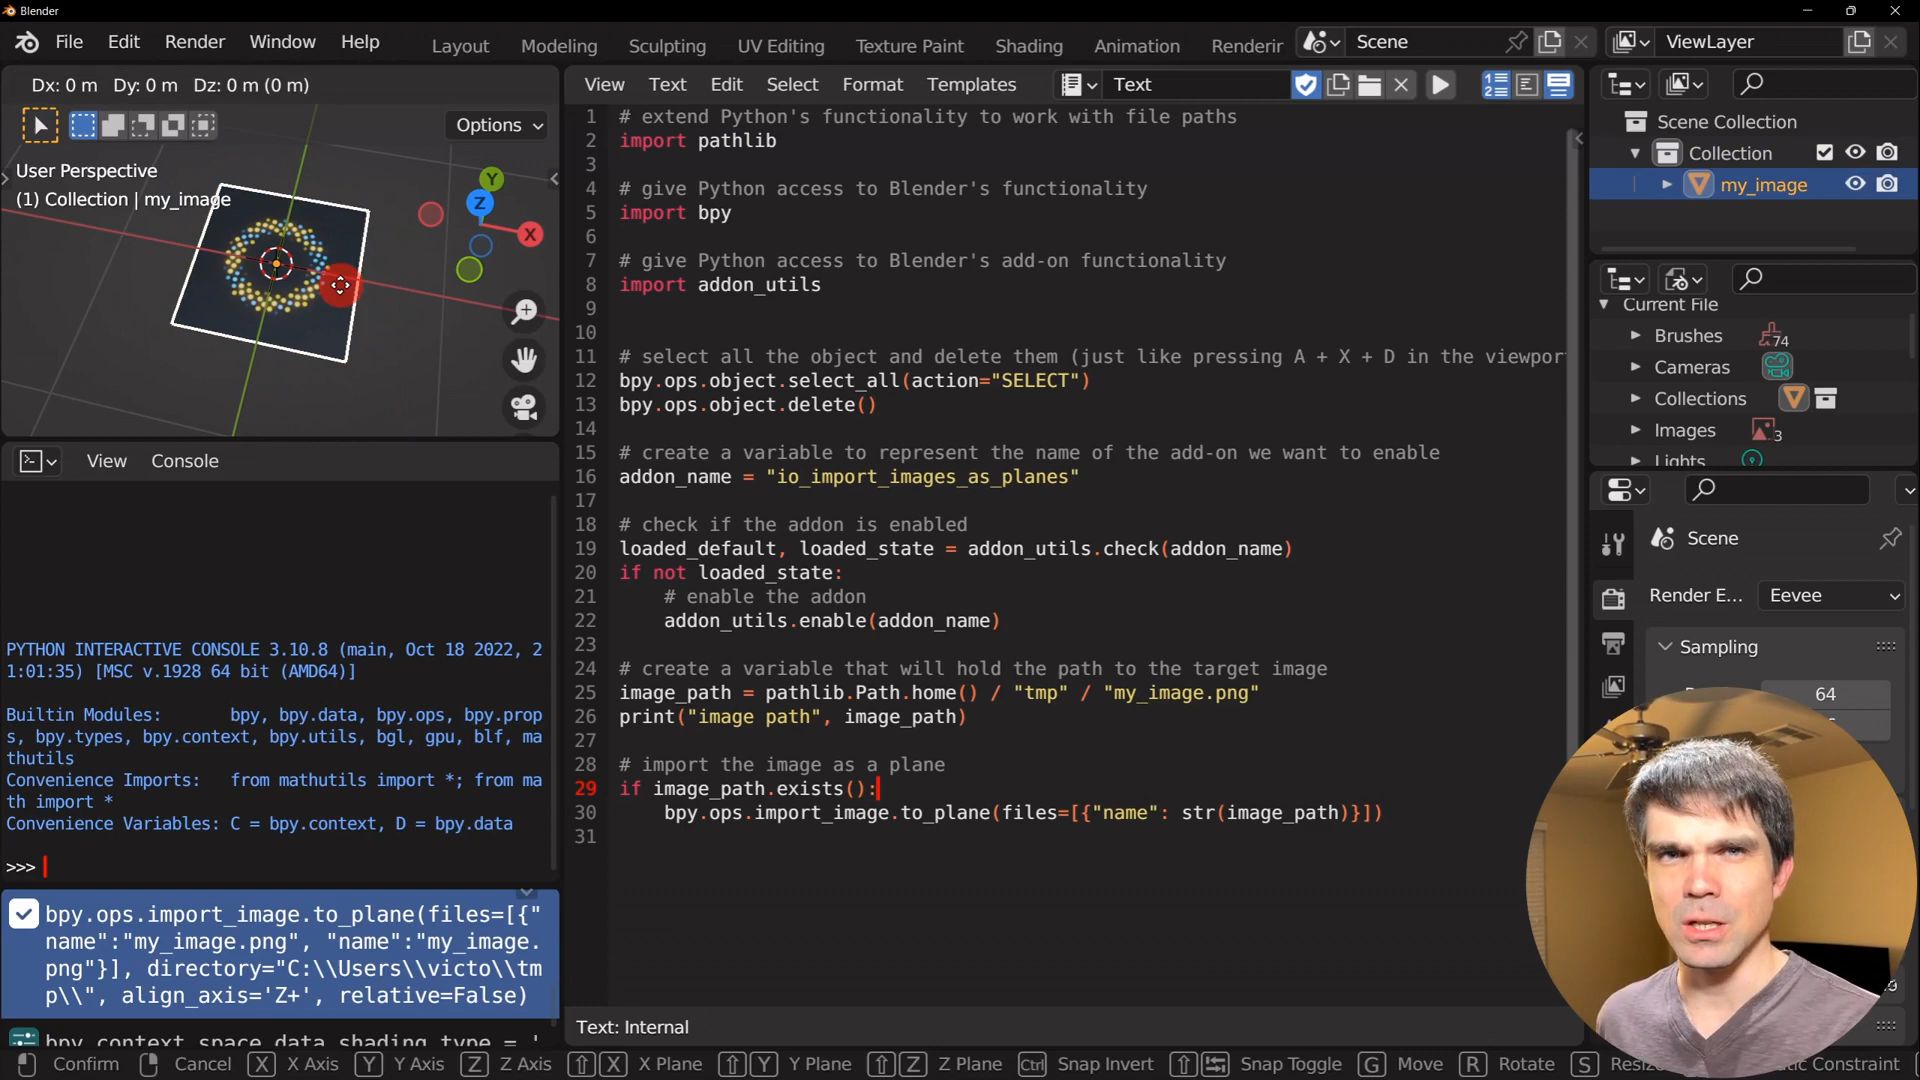 Blender
File Edit Render Window Help
Layout Modeling Sculpting UV Editing Texture Paint Shading Animation Renderir
Scene
ViewLayer
Dx: 0 m Dy: 0 m Dz: 0 m (0 m)
Options
User Perspective
(1) Collection | my_image
Y
Z
X
View Text Edit Select Format Templates
Text
1 # extend Python's functionality to work with file paths
2 import pathlib
3
4 # give Python access to Blender's functionality
5 import bpy
6
7 # give Python access to Blender's add-on functionality
8 import addon_utils
9
10
11 # select all the object and delete them (just like pressing A + X + D in the viewpor
12 bpy.ops.object.select_all(action="SELECT")
13 bpy.ops.object.delete()
14
15 # create a variable to represent the name of the add-on we want to enable
16 addon_name = "io_import_images_as_planes"
17
18 # check if the addon is enabled
19 loaded_default, loaded_state = addon_utils.check(addon_name)
20 if not loaded_state:
21 # enable the addon
22 addon_utils.enable(addon_name)
23
24 # create a variable that will hold the path to the target image
25 image_path = pathlib.Path.home() / "tmp" / "my_image.png"
26 print("image path", image_path)
27
28 # import the image as a plane
29 if image_path.exists():
30 bpy.ops.import_image.to_plane(files=[{"name": str(image_path)}])
31
Text: Internal
View Console
PYTHON INTERACTIVE CONSOLE 3.10.8 (main, Oct 18 2022, 2
1:01:35) [MSC v.1928 64 bit (AMD64)]
Builtin Modules: bpy, bpy.data, bpy.ops, bpy.prop
s, bpy.types, bpy.context, bpy.utils, bgl, gpu, blf, ma
thutils
Convenience Imports: from mathutils import *; from ma
th import *
Convenience Variables: C = bpy.context, D = bpy.data
>>>
bpy.ops.import_image.to_plane(files=[{"
name":"my_image.png", "name":"my_image.
png"}], directory="C:\\Users\\victo\\tm
p\\", align_axis='Z+', relative=False)
bpy.context.space_data.shading.type = '
Scene Collection
Collection
my_image
Current File
Brushes 74
Cameras
Collections
Images 3
Lights
Scene
Render E... Eevee
Sampling
64
Confirm Cancel X X Axis Y Y Axis Z Z Axis X X Plane Y Y Plane Z Z Plane Ctrl Snap Invert Snap Toggle G Move R Rotate S Resi Constraint